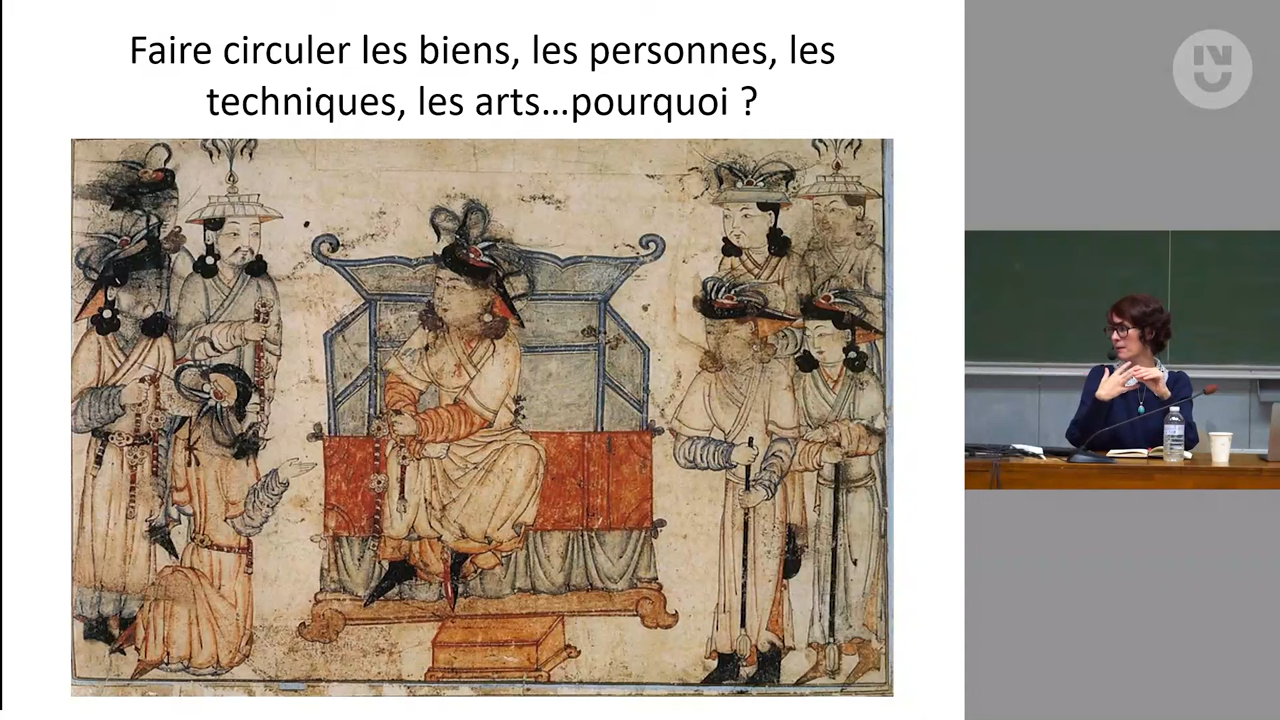 Faire circuler les biens, les personnes, les
techniques, les arts…pourquoi ?